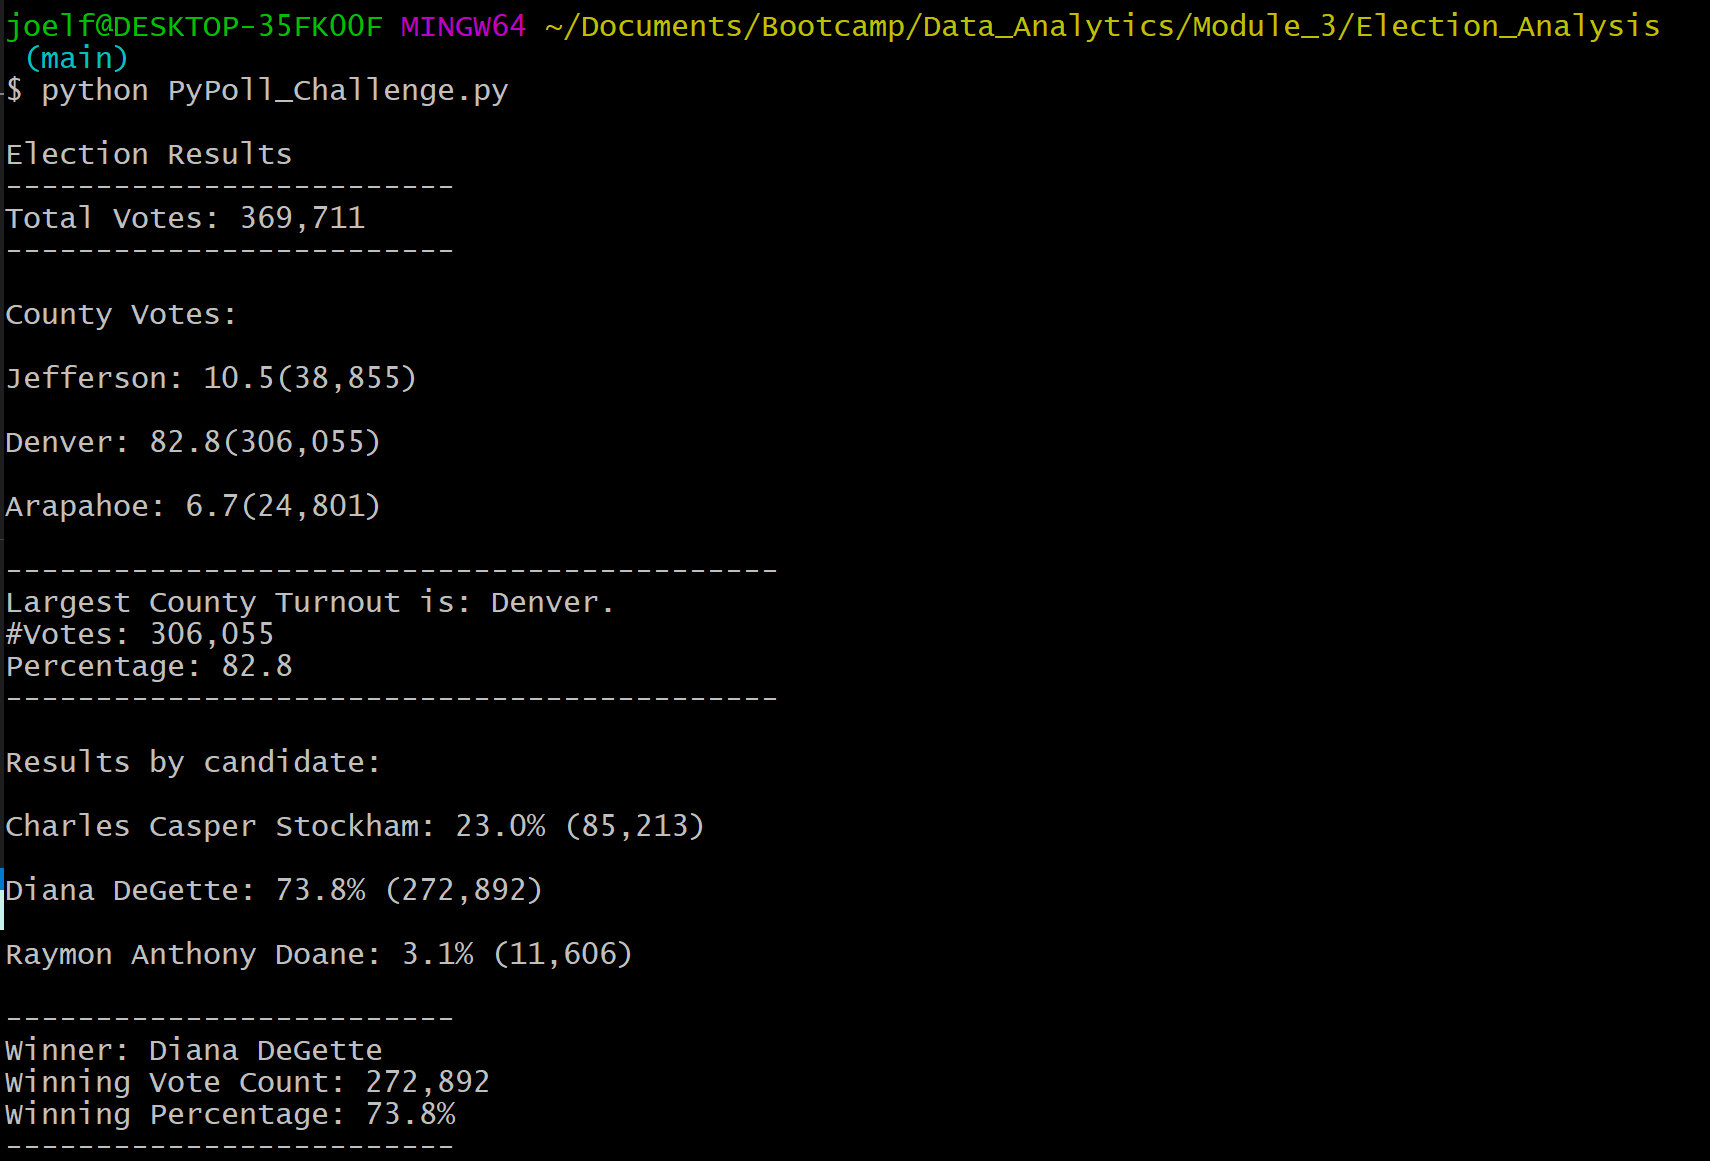 joelf@DESKTOP-35FKOOF MINGW64 ~/Documents/Bootcamp/Data_Analytics/Module_3/Election_Analysis
(main)
$ python PyPoll_Challenge.py
Election Results
-------------------------
Total Votes: 369,711
-------------------------
County Votes:
Jefferson: 10.5(38,855)
Denver: 82.8(306,055)
Arapahoe: 6.7(24,801)
-------------------------------------------
Largest County Turnout is: Denver.
#Votes: 306,055
Percentage: 82.8
-------------------------------------------
Results by candidate:
Charles Casper Stockham: 23.0% (85,213)
Diana DeGette: 73.8% (272,892)
Raymon Anthony Doane: 3.1% (11,606)
-------------------------
Winner: Diana DeGette
Winning Vote Count: 272,892
Winning Percentage: 73.8%
-------------------------